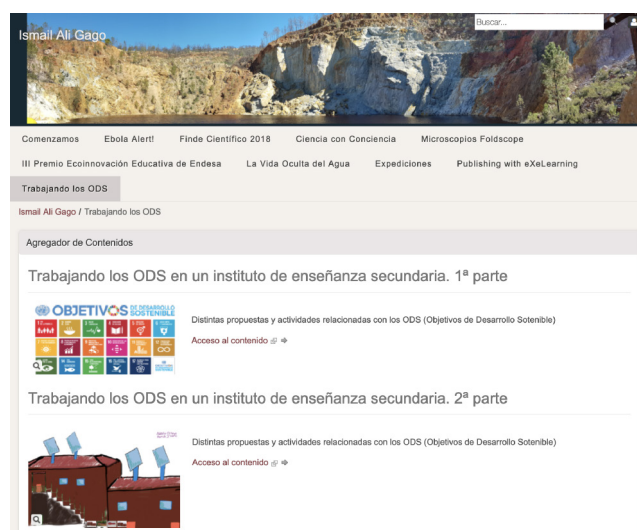 Buscar...
Ismail Ali Gago
Comenzamos Ebola Alert! Finde Científico 2018 Ciencia con Conciencia Microscopios Foldscope
III Premio Ecoinnovación Educativa de Endesa La Vida Oculta del Agua Expediciones Publishing with eXeLearning
Trabajando los ODS
Ismail Ali Gago / Trabajando los ODS
Agregador de Contenidos
Trabajando los ODS en un instituto de enseñanza secundaria. 1ª parte
OBJETIVOS DE DESARROLLO SOSTENIBLE
Distintas propuestas y actividades relacionadas con los ODS (Objetivos de Desarrollo Sotenible)
Acceso al contenido
Trabajando los ODS en un instituto de enseñanza secundaria. 2ª parte
Distintas propuestas y actividades relacionadas con los ODS (Objetivos de Desarrollo Sotenible)
Acceso al contenido